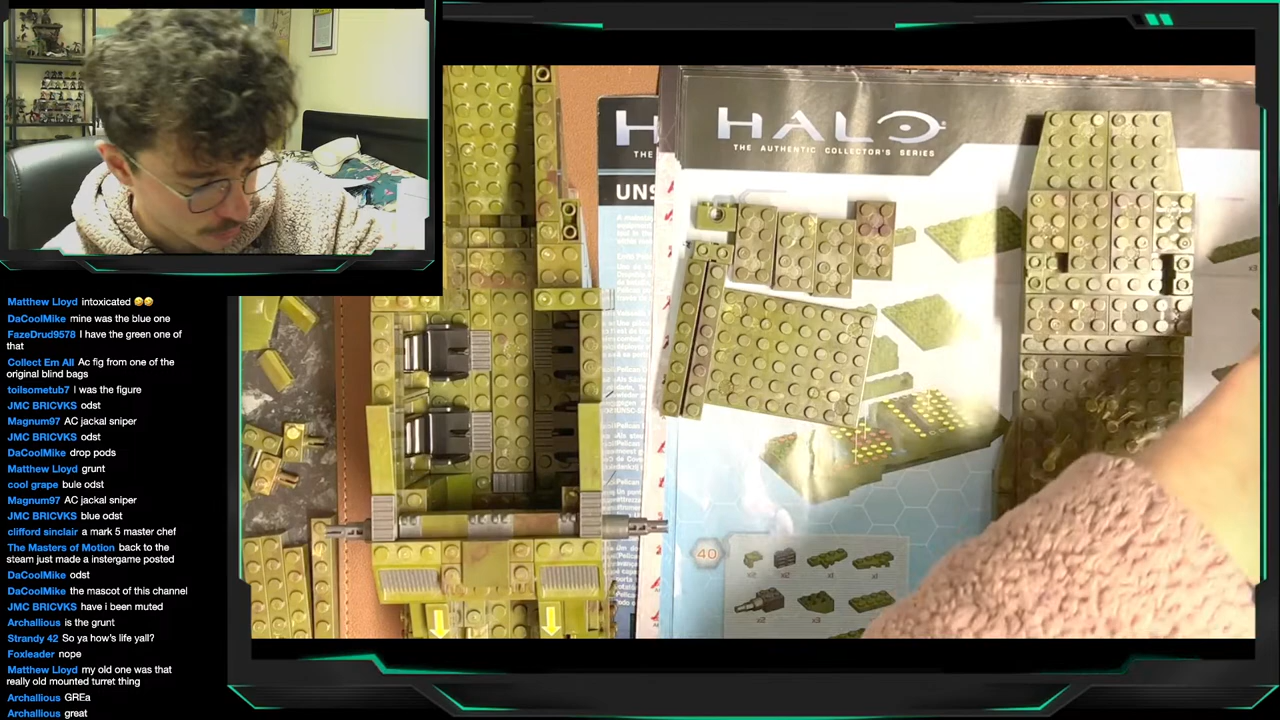 Matthew Lloyd intoxicated 🤣🤣
DaCoolMike mine was the blue one
FazeDrud9578 I have the green one of
that
Collect Em All Ac fig from one of the
original blind bags
toilsometub7 I was the figure
JMC BRICVKS odst
Magnum97 AC jackal sniper
JMC BRICVKS odst
DaCoolMike drop pods
Matthew Lloyd grunt
cool grape bule odst
Magnum97 AC jackal sniper
JMC BRICVKS blue odst
clifford sinclair a mark 5 master chef
The Masters of Motion back to the
steam just made a instergame posted
DaCoolMike odst
DaCoolMike the mascot of this channel
JMC BRICVKS have i been muted
Archallious is the grunt
Strandy 42 So ya how's life yall?
Foxleader nope
Matthew Lloyd my old one was that
really old mounted turret thing
Archallious GREa
Archallious great
H
THE
UNS
HALO
THE AUTHENTIC COLLECTOR'S SERIES
40